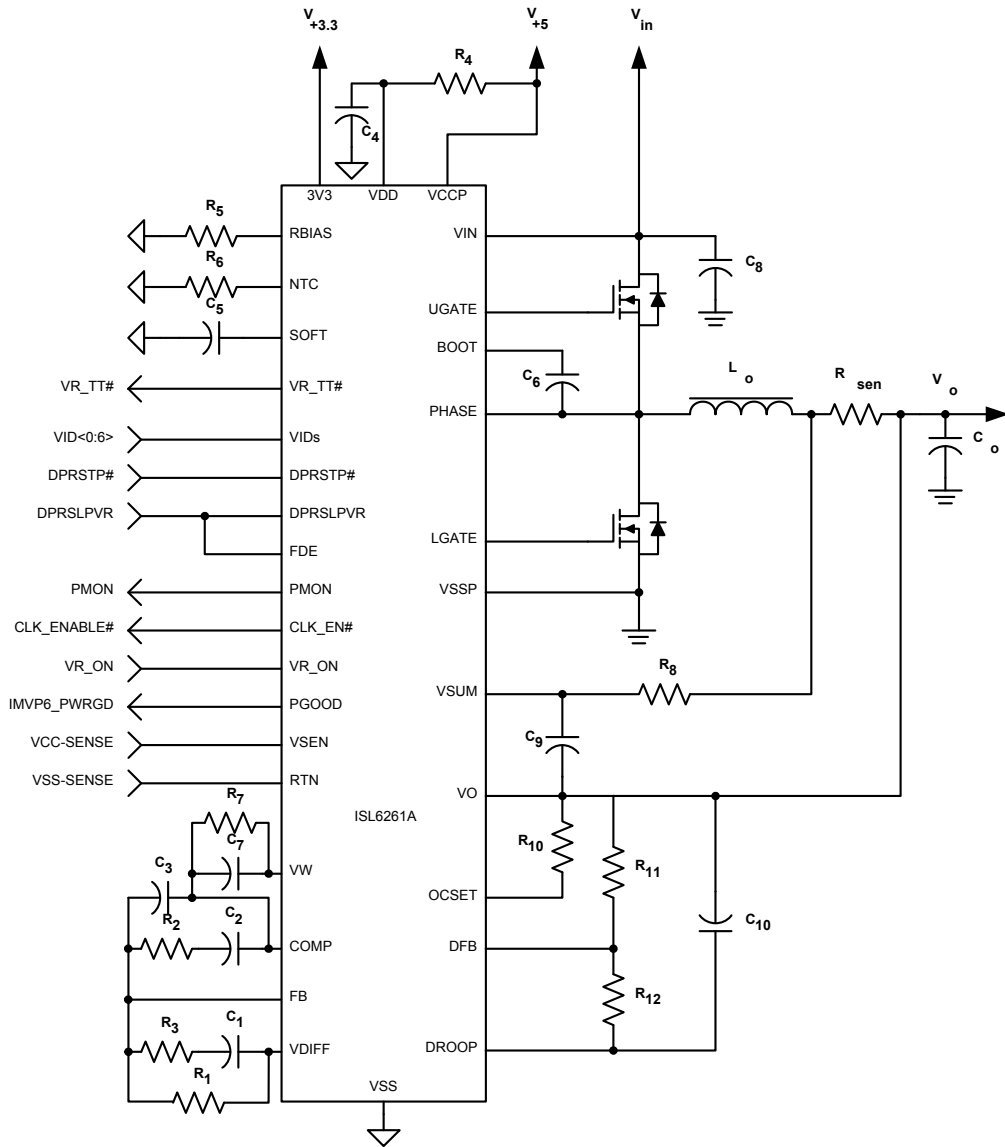 V+3.3
V+5
Vin
R4
C4
3V3
VDD
VCCP
R5
RBIAS
VIN
C8
R6
NTC
UGATE
C5
SOFT
BOOT
C6
Lo
Rsen
Vo
VR_TT#
VR_TT#
PHASE
Co
VID<0:6>
VIDs
DPRSTP#
DPRSTP#
DPRSLPVR
DPRSLPVR
LGATE
FDE
PMON
PMON
VSSP
CLK_ENABLE#
CLK_EN#
VR_ON
VR_ON
R8
VSUM
IMVP6_PWRGD
PGOOD
VCC-SENSE
VSEN
C9
VSS-SENSE
RTN
VO
R7
ISL6261A
R10
C7
R11
C3
VW
OCSET
C10
R2
C2
COMP
DFB
R12
FB
R3
C1
VDIFF
DROOP
R1
VSS